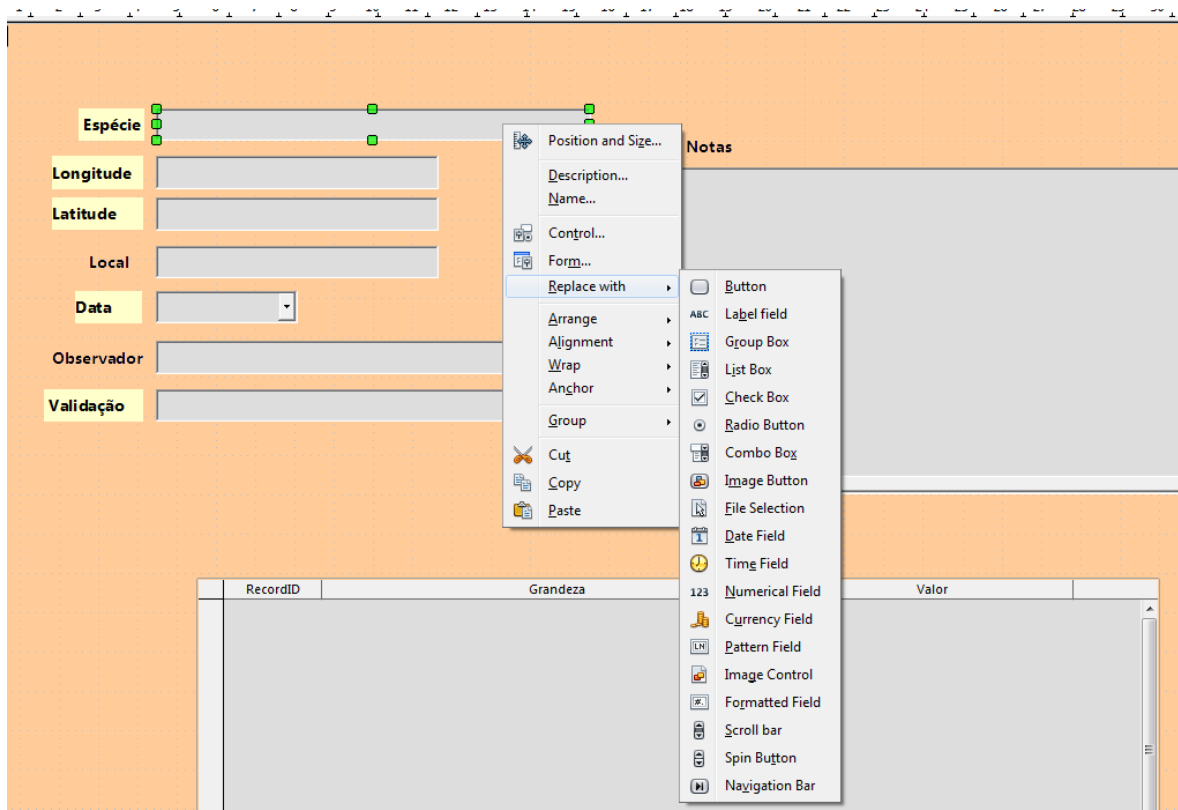 Espécie
Longitude
Latitude
Local
Data
Observador
Validação
Notas
Position and Size...
Description...
Name...
Control...
Form...
Replace with
Arrange
Alignment
Wrap
Anchor
Group
Cut
Copy
Paste
Button
ABC Label field
Group Box
List Box
Check Box
Radio Button
Combo Box
Image Button
File Selection
1 Date Field
Time Field
123 Numerical Field
Currency Field
Pattern Field
Image Control
Formatted Field
Scroll bar
Spin Button
Navigation Bar
RecordID Grandeza Valor